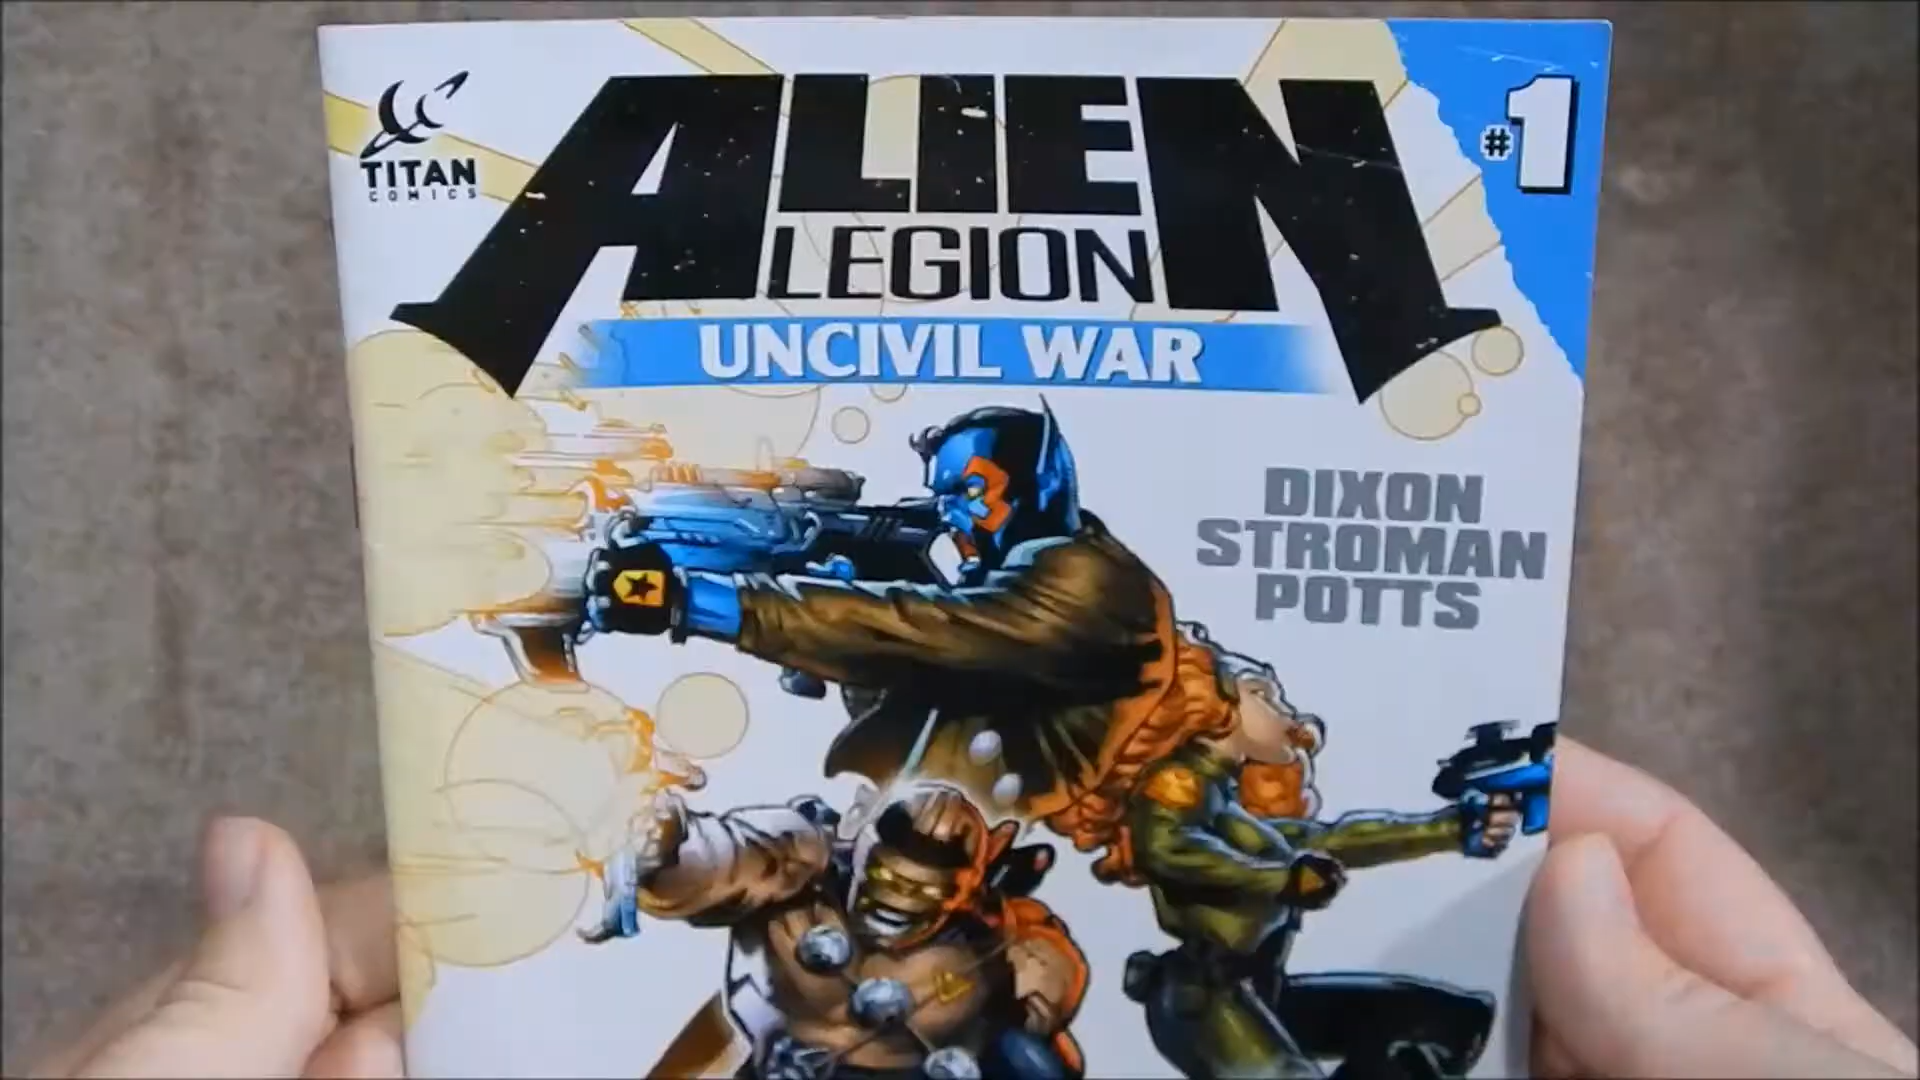 TITAN
COMICS
ALIEN
LEGION
UNCIVIL WAR
#1
DIXON
STROMAN
POTTS